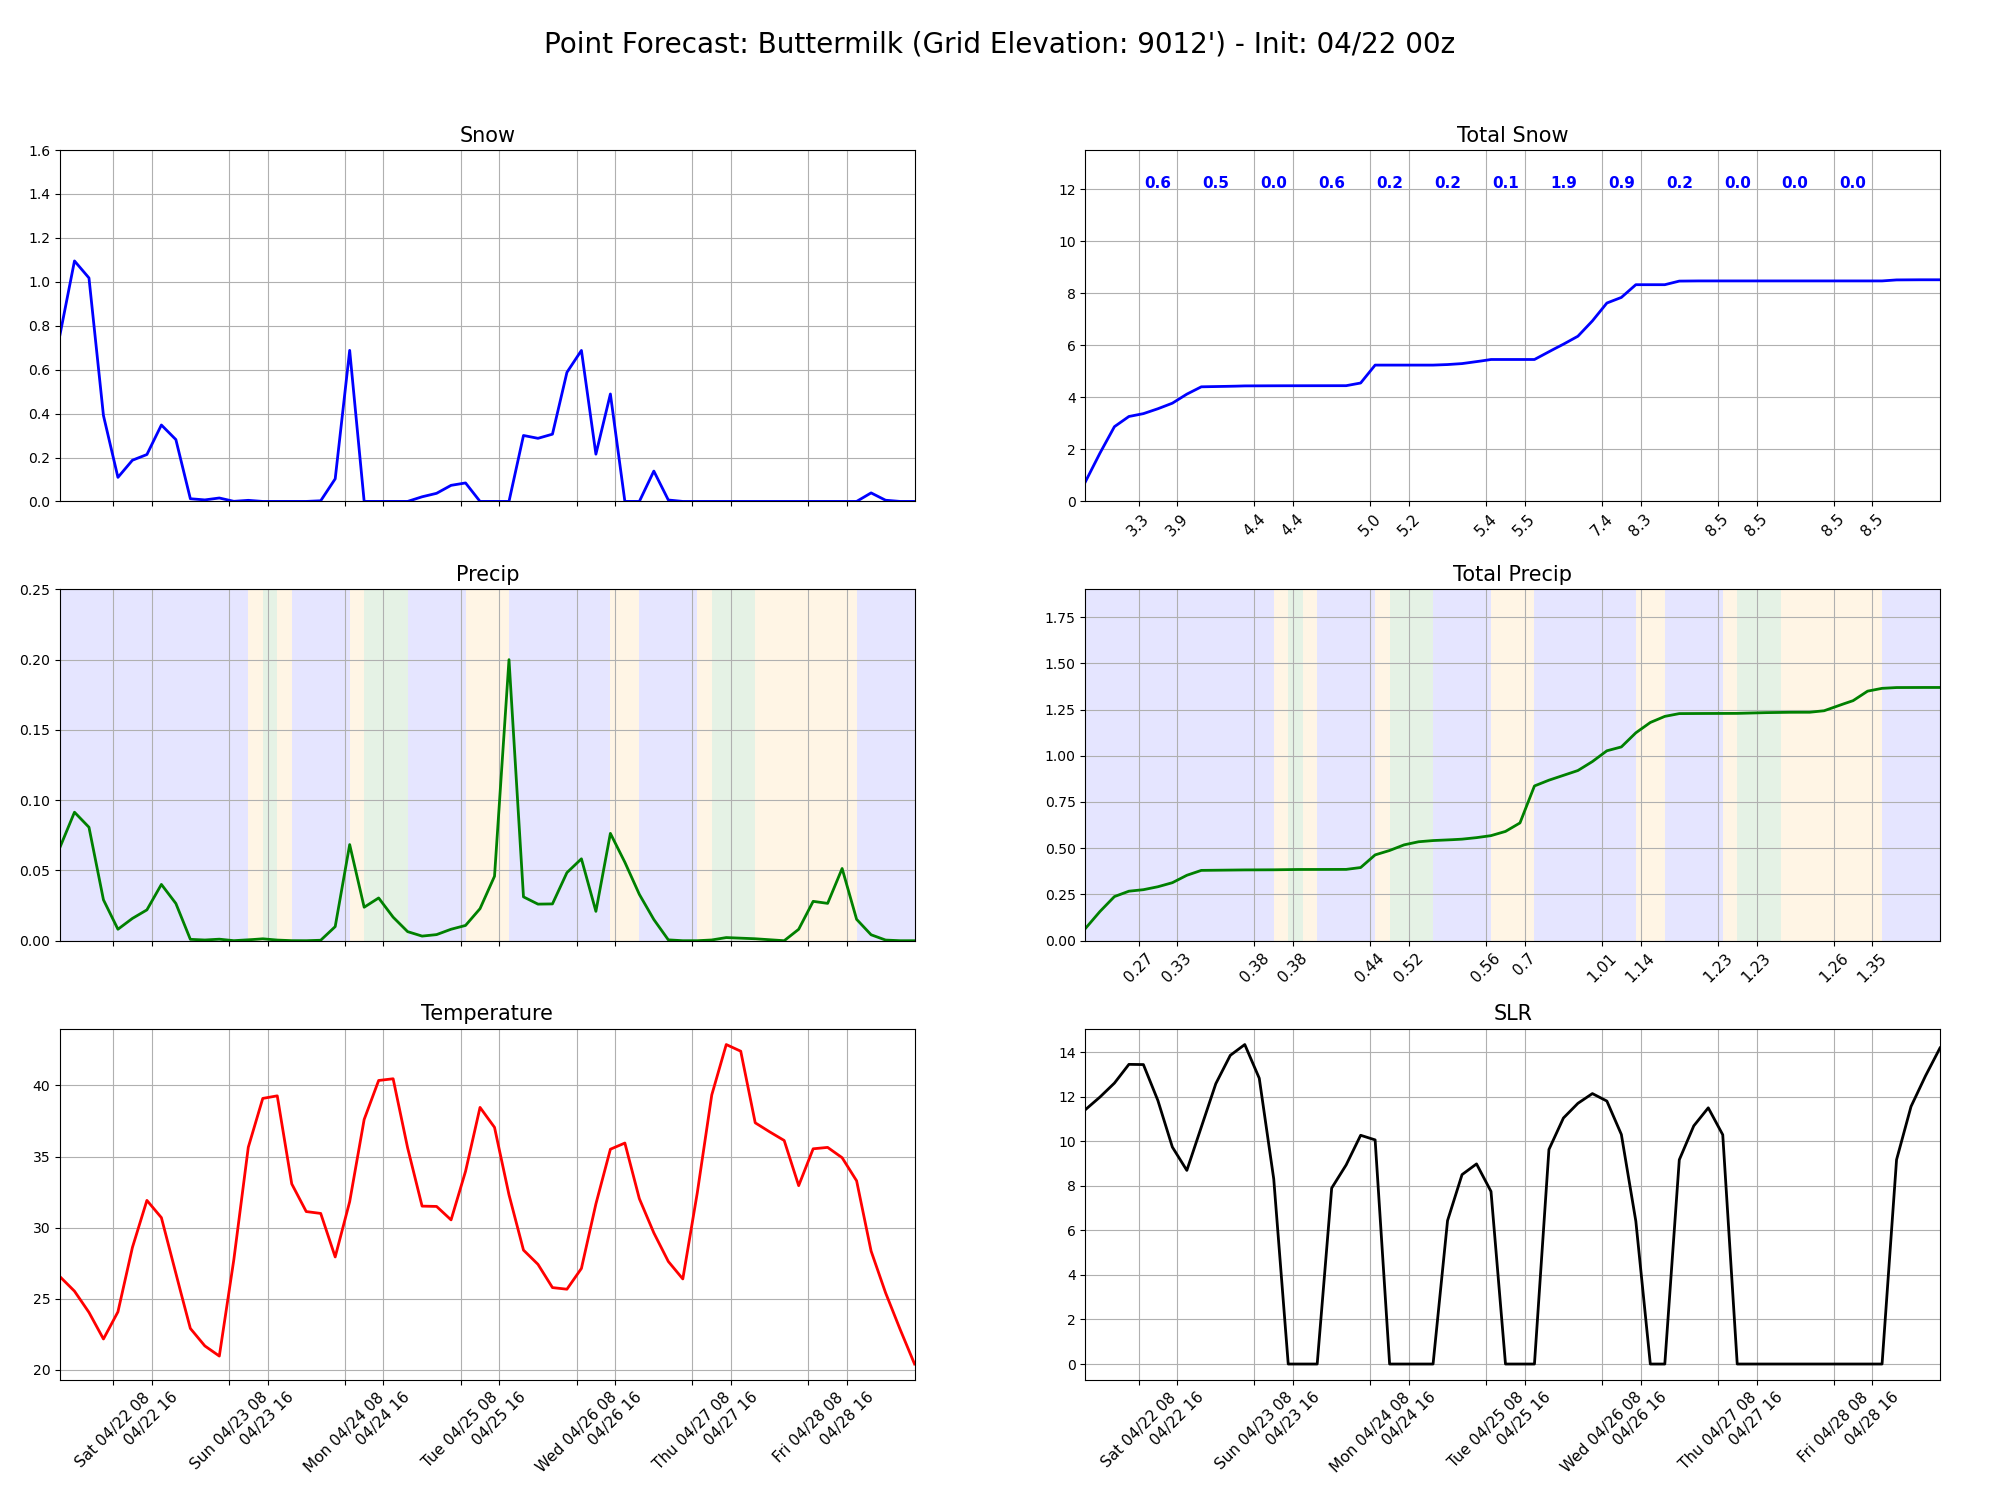 Point Forecast: Buttermilk (Grid Elevation: 9012') - Init: 04/22 00z
Snow
1.6
1.4
1.2
1.0
0.8
0.6
0.4
0.2
0.0
Total Snow
0.6 0.5 0.0 0.6 0.2 0.2 0.1 1.9 0.9 0.2 0.0 0.0 0.0
12
10
8
6
4
2
0
3.3 3.9 4.4 4.4 5.0 5.2 5.4 5.5 7.4 8.3 8.5 8.5 8.5 8.5
Precip
0.25
0.20
0.15
0.10
0.05
0.00
Total Precip
1.75
1.50
1.25
1.00
0.75
0.50
0.25
0.00
0.27 0.33 0.38 0.38 0.44 0.52 0.56 0.7 1.01 1.14 1.23 1.23 1.26 1.35
Temperature
40
35
30
25
20
Sat 04/22 08
04/22 16
Sun 04/23 08
04/23 16
Mon 04/24 08
04/24 16
Tue 04/25 08
04/25 16
Wed 04/26 08
04/26 16
Thu 04/27 08
04/27 16
Fri 04/28 08
04/28 16
SLR
14
12
10
8
6
4
2
0
Sat 04/22 08
04/22 16
Sun 04/23 08
04/23 16
Mon 04/24 08
04/24 16
Tue 04/25 08
04/25 16
Wed 04/26 08
04/26 16
Thu 04/27 08
04/27 16
Fri 04/28 08
04/28 16